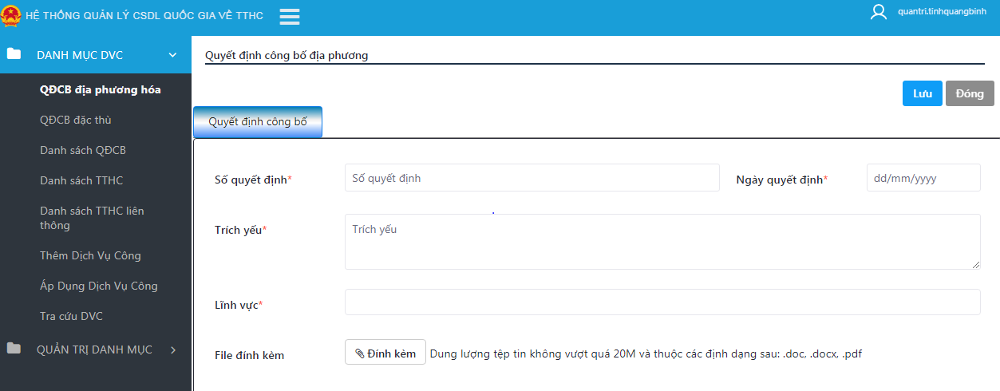 HỆ THỐNG QUẢN LÝ CSDL QUỐC GIA VỀ TTHC
quantri.tinhquangbinh
DANH MỤC DVC
QĐCB địa phương hóa
QĐCB đặc thù
Danh sách QĐCB
Danh sách TTHC
Danh sách TTHC liên
thông
Thêm Dịch Vụ Công
Áp Dụng Dịch Vụ Công
Tra cứu DVC
QUẢN TRỊ DANH MỤC
Quyết định công bố địa phương
Lưu
Đóng
Quyết định công bố
Số quyết định*
Số quyết định
Ngày quyết định*
dd/mm/yyyy
Trích yếu*
Trích yếu
Lĩnh vực*
File đính kèm
Đính kèm
Dung lượng tệp tin không vượt quá 20M và thuộc các định dạng sau: .doc, .docx, .pdf